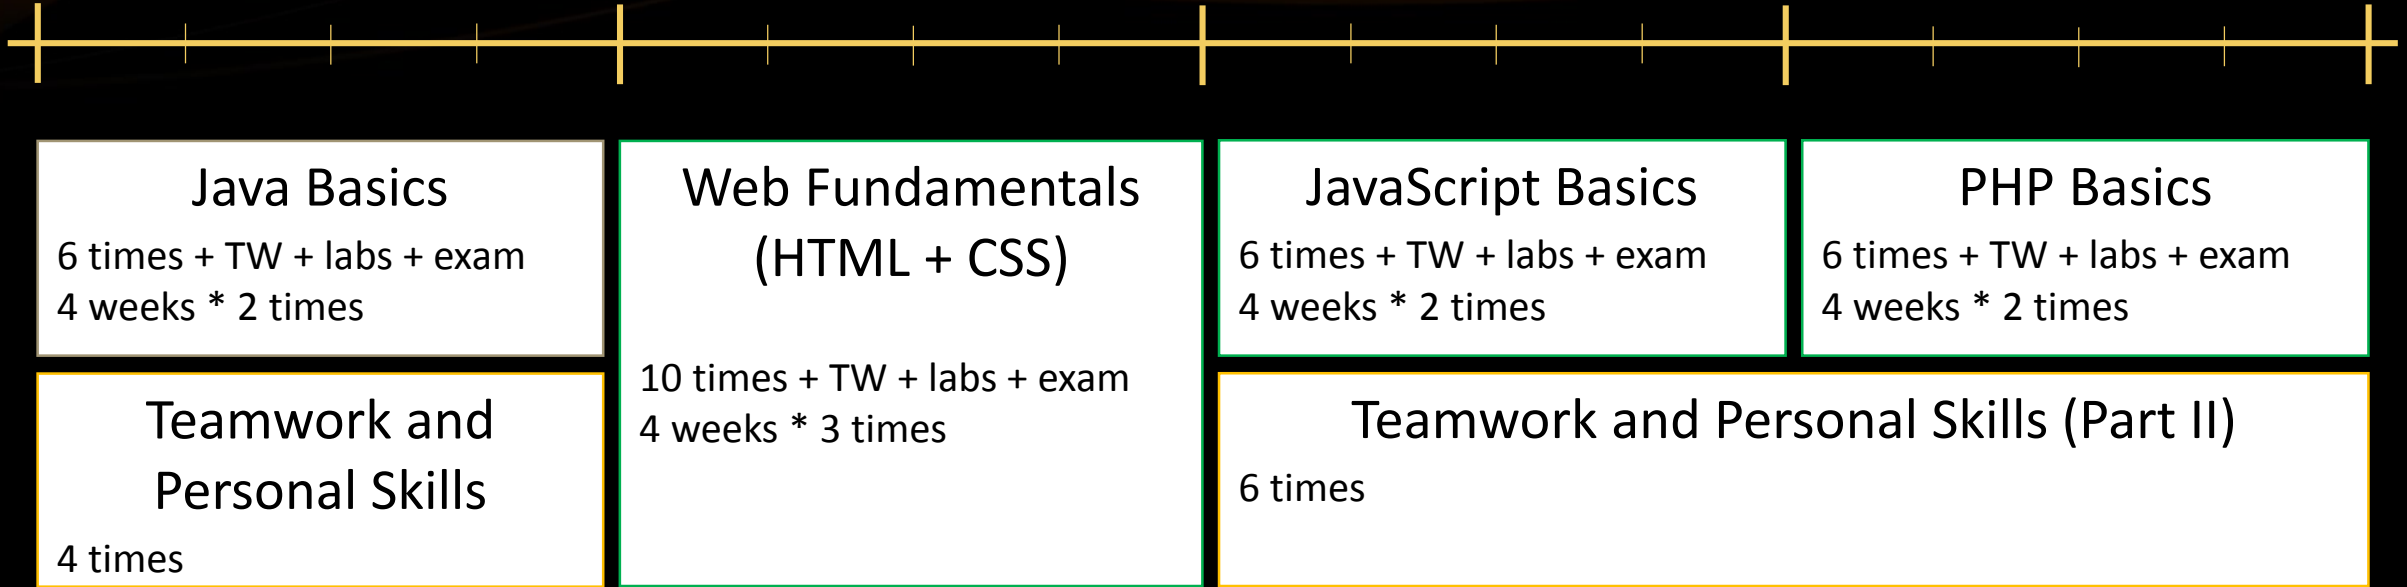 Java Basics
6 times + TW + labs + exam
4 weeks * 2 times
Teamwork and
Personal Skills
4 times
Web Fundamentals
(HTML + CSS)
10 times + TW + labs + exam
4 weeks * 3 times
JavaScript Basics
6 times + TW + labs + exam
4 weeks * 2 times
PHP Basics
6 times + TW + labs + exam
4 weeks * 2 times
Teamwork and Personal Skills (Part II)
6 times